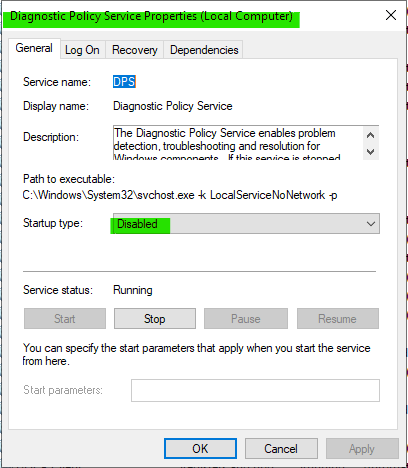 Diagnostic Policy Service Properties (Local Computer)
General Log On Recovery Dependencies
Service name: DPS
Display name: Diagnostic Policy Service
Description: The Diagnostic Policy Service enables problem
detection, troubleshooting and resolution for
Windows components. If this service is stopped
Path to executable:
C:\Windows\System32\svchost.exe -k LocalServiceNoNetwork -p
Startup type: Disabled
Service status: Running
Start Stop Pause Resume
You can specify the start parameters that apply when you start the service
from here.
Start parameters:
OK Cancel Apply